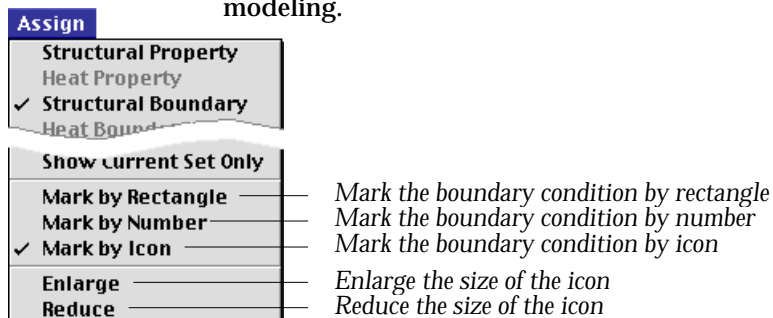 modeling.
Assign
Structural Property
Heat Property
✓ Structural Boundary
Heat Bound
Show Current Set Only
Mark by Rectangle Mark the boundary condition by rectangle
Mark by Number Mark the boundary condition by number
✓ Mark by Icon Mark the boundary condition by icon
Enlarge Enlarge the size of the icon
Reduce Reduce the size of the icon